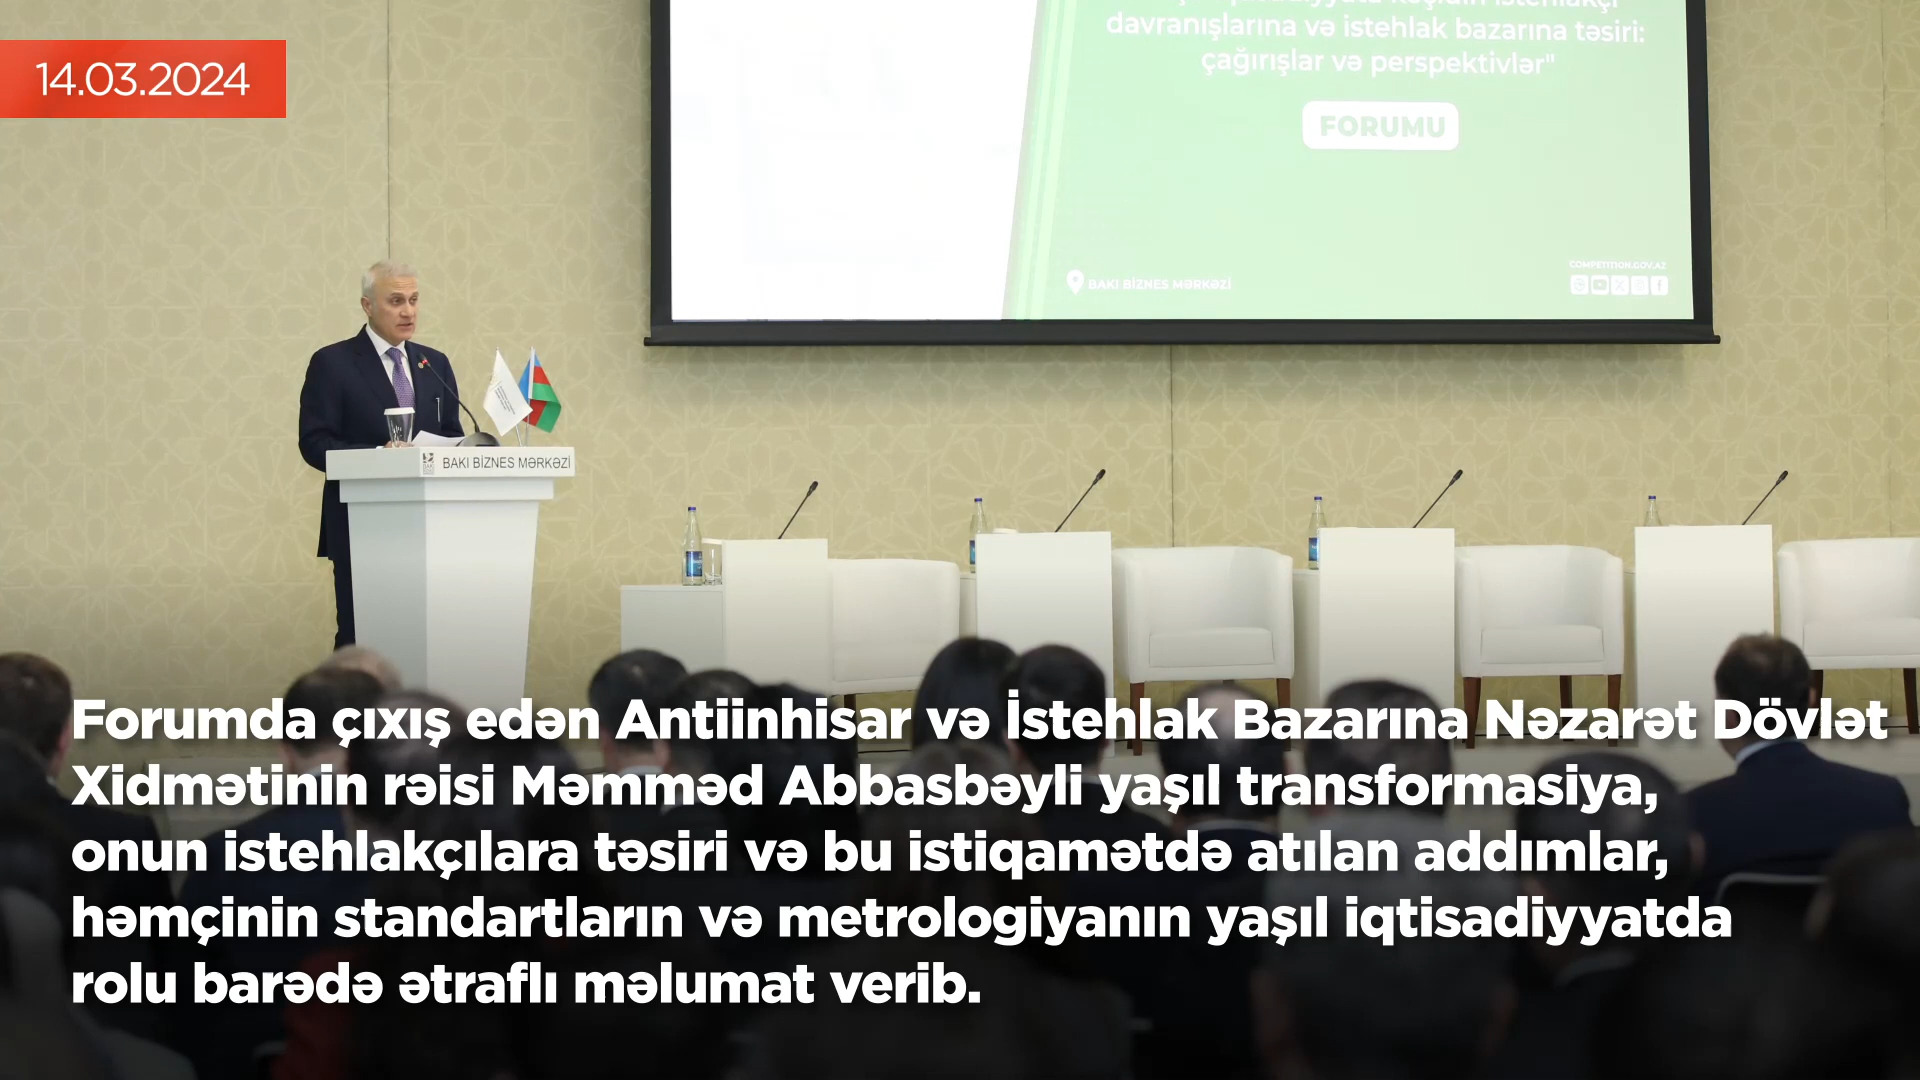 14.03.2024
keçidin istehlakçı
davranışlarına və istehlak bazarına təsiri:
çağırışlar və perspektivlər"
FORUMU
BAKI BİZNES MƏRKƏZİ
COMPETITION.GOV.AZ
BAKI BİZNES MƏRKƏZİ
Forumda çıxış edən Antiinhisar və İstehlak Bazarına Nəzarət Dövlət
Xidmətinin rəisi Məmməd Abbasbəyli yaşıl transformasiya,
onun istehlakçılara təsiri və bu istiqamətdə atılan addımlar,
həmçinin standartların və metrologiyanın yaşıl iqtisadiyyatda
rolu barədə ətraflı məlumat verib.